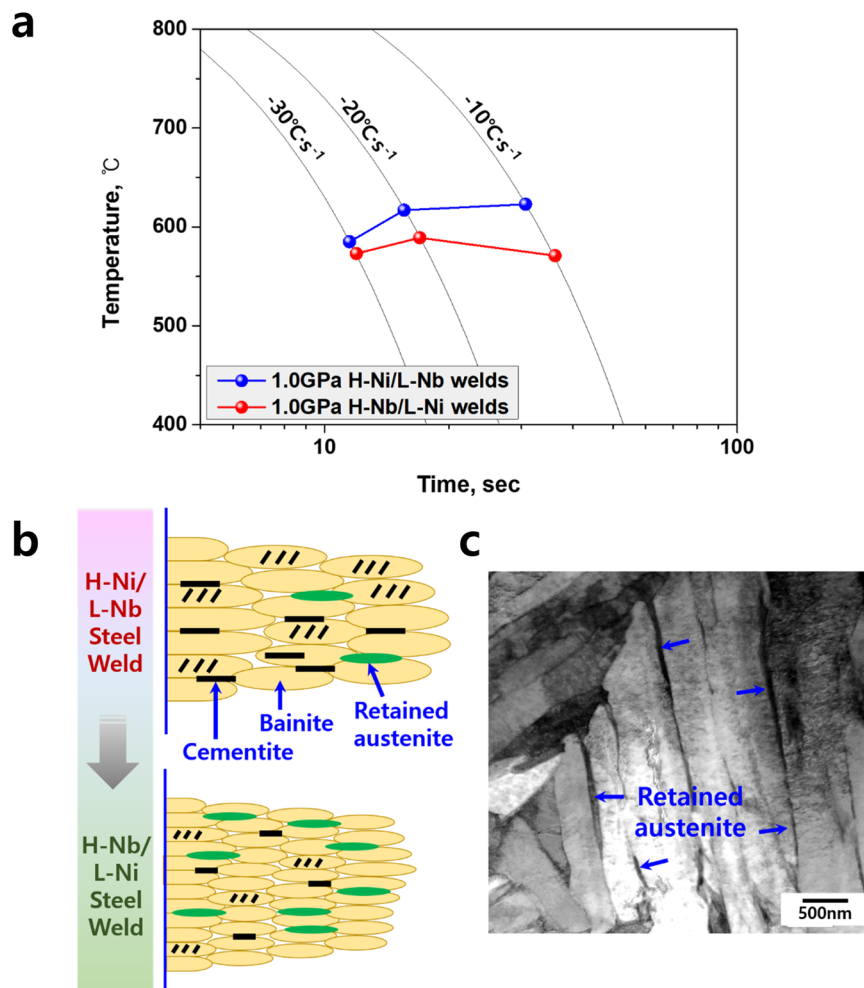 a
800
700
600
500
400
Temperature, ℃
-30℃·s⁻¹
-20℃·s⁻¹
-10℃·s⁻¹
1.0GPa H-Ni/L-Nb welds
1.0GPa H-Nb/L-Ni welds
10
100
Time, sec
b
H-Ni/
L-Nb
Steel
Weld
Cementite
Bainite
Retained
austenite
H-Nb/
L-Ni
Steel
Weld
c
Retained
austenite
500nm